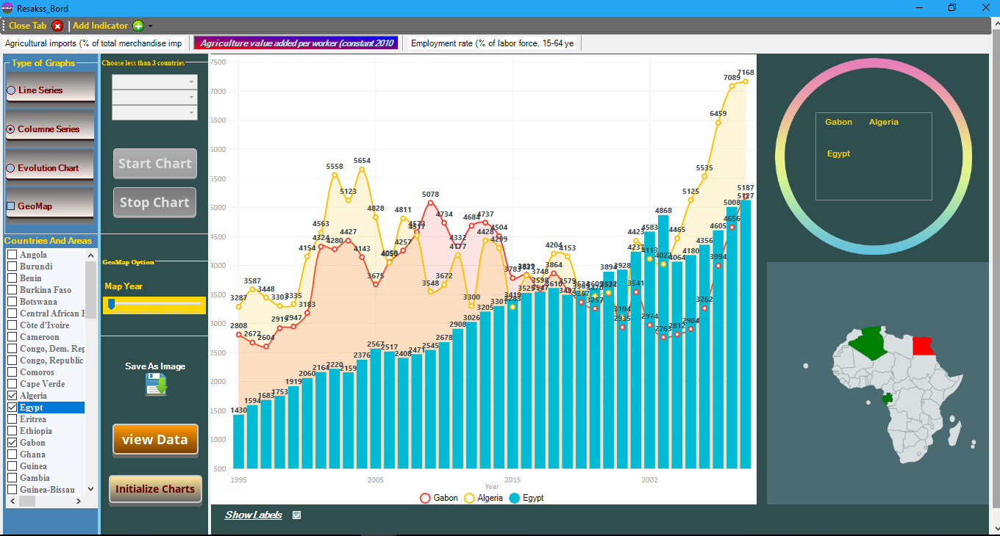 Resakss_Bord
Close Tab Add Indicator
Agricultural imports (% of total merchandise imp
Agriculture value added per worker (constant 2010
Employment rate (% of labor force, 15-64 ye
Type of Graphs
Line Series
Columne Series
Evolution Chart
GeoMap
Countries And Areas
Angola
Burundi
Benin
Burkina Faso
Botswana
Central African
Côte d'Ivoire
Cameroon
Congo, Dem. Rep
Congo, Republic
Comoros
Cape Verde
Algeria
Egypt
Eritrea
Ethiopia
Gabon
Ghana
Guinea
Gambia
Guinea-Bissau
Choose less than 3 countries
Start Chart
Stop Chart
GeoMap Option
Map Year
Save As Image
view Data
Initialize Charts
7500
7000
6500
6000
5500
5000
4500
4000
3500
3000
2500
2000
1500
1000
500
3287 3587 3448 3303 3335 4154 4563 5558 5123 5654 4828 4811 4517 3548 3672 4177 3300 4428 4299 3283 3748 4204 4153 4423 4113 4022 4465 5125 5535 6459 7089 7168
2808 2672 2604 2919 2947 3183 4324 4280 4427 4143 3675 4257 4573 5078 4734 4332 4684 4737 4504 3783 3598 3864 3579 3367 3257 2935 3541 2974 2763 2812 2904 3262 3994 4656 5187
1430 1594 1683 1753 1919 2060 2164 2220 2159 2376 2567 2517 2408 2471 2545 2678 2908 3026 3205 3301 3419 3525 3547 3610 3497 3894 3928 4237 4583 4868 4064 4180 4356 4605 5008 5127
3104
1995 2005 2015 2002
Year
Gabon Algeria Egypt
Show Labels
Gabon Algeria
Egypt